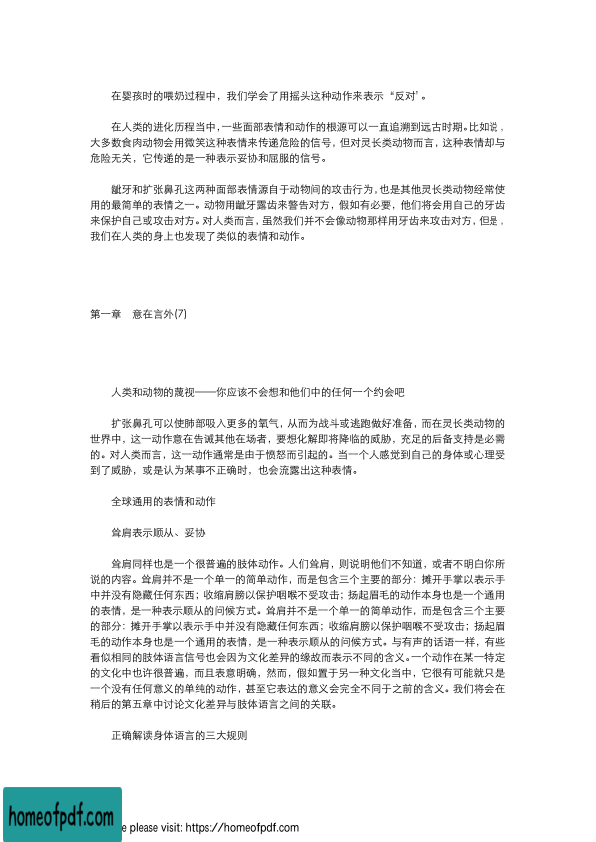 在婴孩时的喂奶过程中，我们学会了用摇头这种动作来表示“反对”。
在人类的进化历程当中，一些面部表情和动作的根源可以一直追溯到远古时期。比如说，
大多数食肉动物会用微笑这种表情来传递危险的信号，但对灵长类动物而言，这种表情却与
危险无关，它传递的是一种表示妥协和屈服的信号。
龇牙和扩张鼻孔这两种面部表情源自于动物间的攻击行为，也是其他灵长类动物经常使
用的最简单的表情之一。动物用龇牙露齿来警告对方，假如有必要，他们将会用自己的牙齿
来保护自己或攻击对方。对人类而言，虽然我们并不会像动物那样用牙齿来攻击对方，但是，
我们在人类的身上也发现了类似的表情和动作。
第一章　意在言外(7)
人类和动物的蔑视——你应该不会想和他们中的任何一个约会吧
扩张鼻孔可以使肺部吸入更多的氧气，从而为战斗或逃跑做好准备，而在灵长类动物的
世界中，这一动作意在告诫其他在场者，要想化解即将降临的威胁，充足的后备支持是必需
的。对人类而言，这一动作通常是由于愤怒而引起的。当一个人感觉到自己的身体或心理受
到了威胁，或是认为某事不正确时，也会流露出这种表情。
全球通用的表情和动作
耸肩表示顺从、妥协
耸肩同样也是一个很普遍的肢体动作。人们耸肩，则说明他们不知道，或者不明白你所
说的内容。耸肩并不是一个单一的简单动作，而是包含三个主要的部分：摊开手掌以表示手
中并没有隐藏任何东西；收缩肩膀以保护咽喉不受攻击；扬起眉毛的动作本身也是一个通用
的表情，是一种表示顺从的问候方式。耸肩并不是一个单一的简单动作，而是包含三个主要
的部分：摊开手掌以表示手中并没有隐藏任何东西；收缩肩膀以保护咽喉不受攻击；扬起眉
毛的动作本身也是一个通用的表情，是一种表示顺从的问候方式。与有声的话语一样，有些
看似相同的肢体语言信号也会因为文化差异的缘故而表示不同的含义。一个动作在某一特定
的文化中也许很普遍，而且表意明确，然而，假如置于另一种文化当中，它很有可能就只是
一个没有任何意义的单纯的动作，甚至它表达的意义会完全不同于之前的含义。我们将会在
稍后的第五章中讨论文化差异与肢体语言之间的关联。
正确解读身体语言的三大规则
homeofpdf.com
e please visit: https://homeofpdf.com